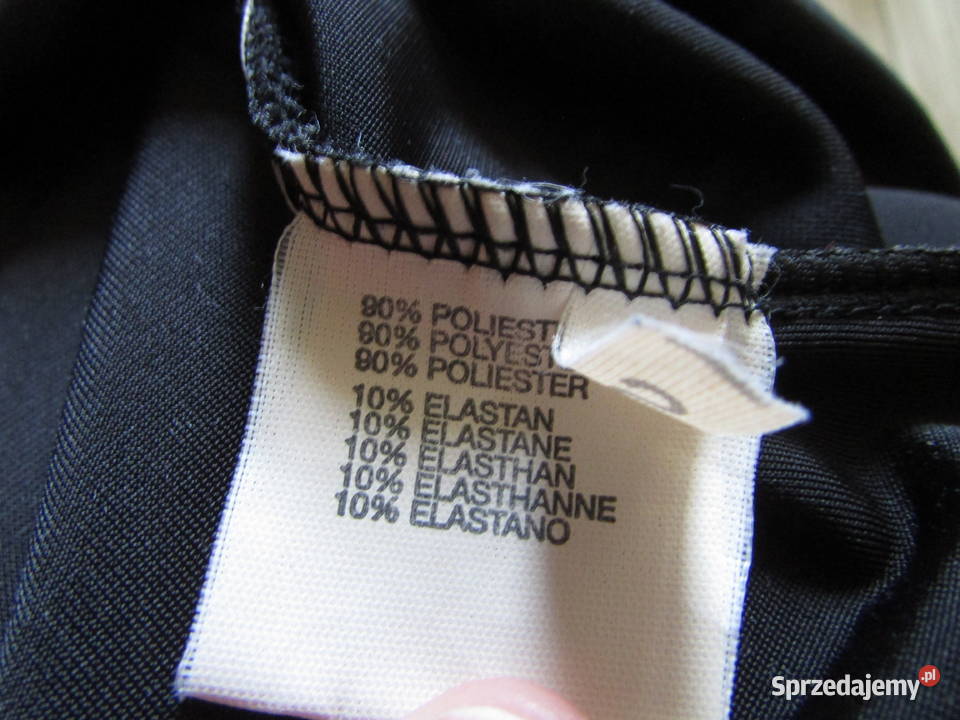 90% POLIEST
90% POLYEST
90% POLIESTER
10% ELASTAN
10% ELASTANE
10% ELASTHAN
10% ELASTHANNE
10% ELASTANO
Sprzedajemy.pl